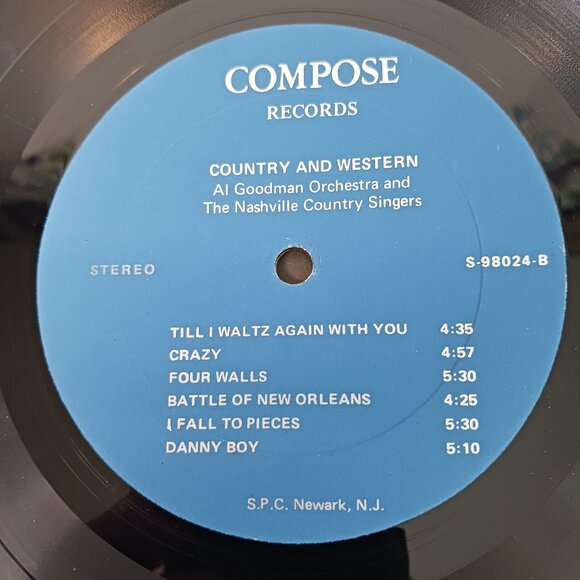 COMPOSE
RECORDS
COUNTRY AND WESTERN
Al Goodman Orchestra and
The Nashville Country Singers
STEREO S-98024-B
TILL I WALTZ AGAIN WITH YOU 4:35
CRAZY 4:57
FOUR WALLS 5:30
BATTLE OF NEW ORLEANS 4:25
I FALL TO PIECES 5:30
DANNY BOY 5:10
S.P.C. Newark, N.J.